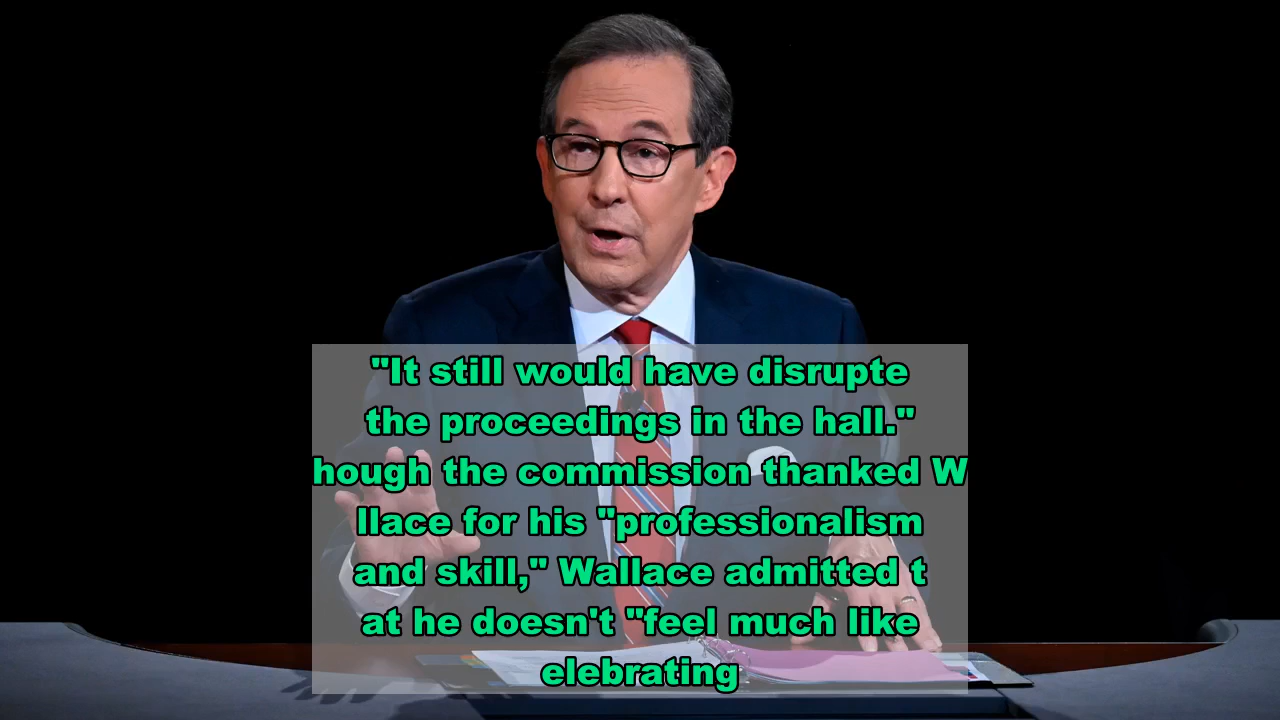 "It still would have disrupte
the proceedings in the hall."
hough the commission thanked W
llace for his "professionalism
and skill," Wallace admitted t
at he doesn't "feel much like
elebrating